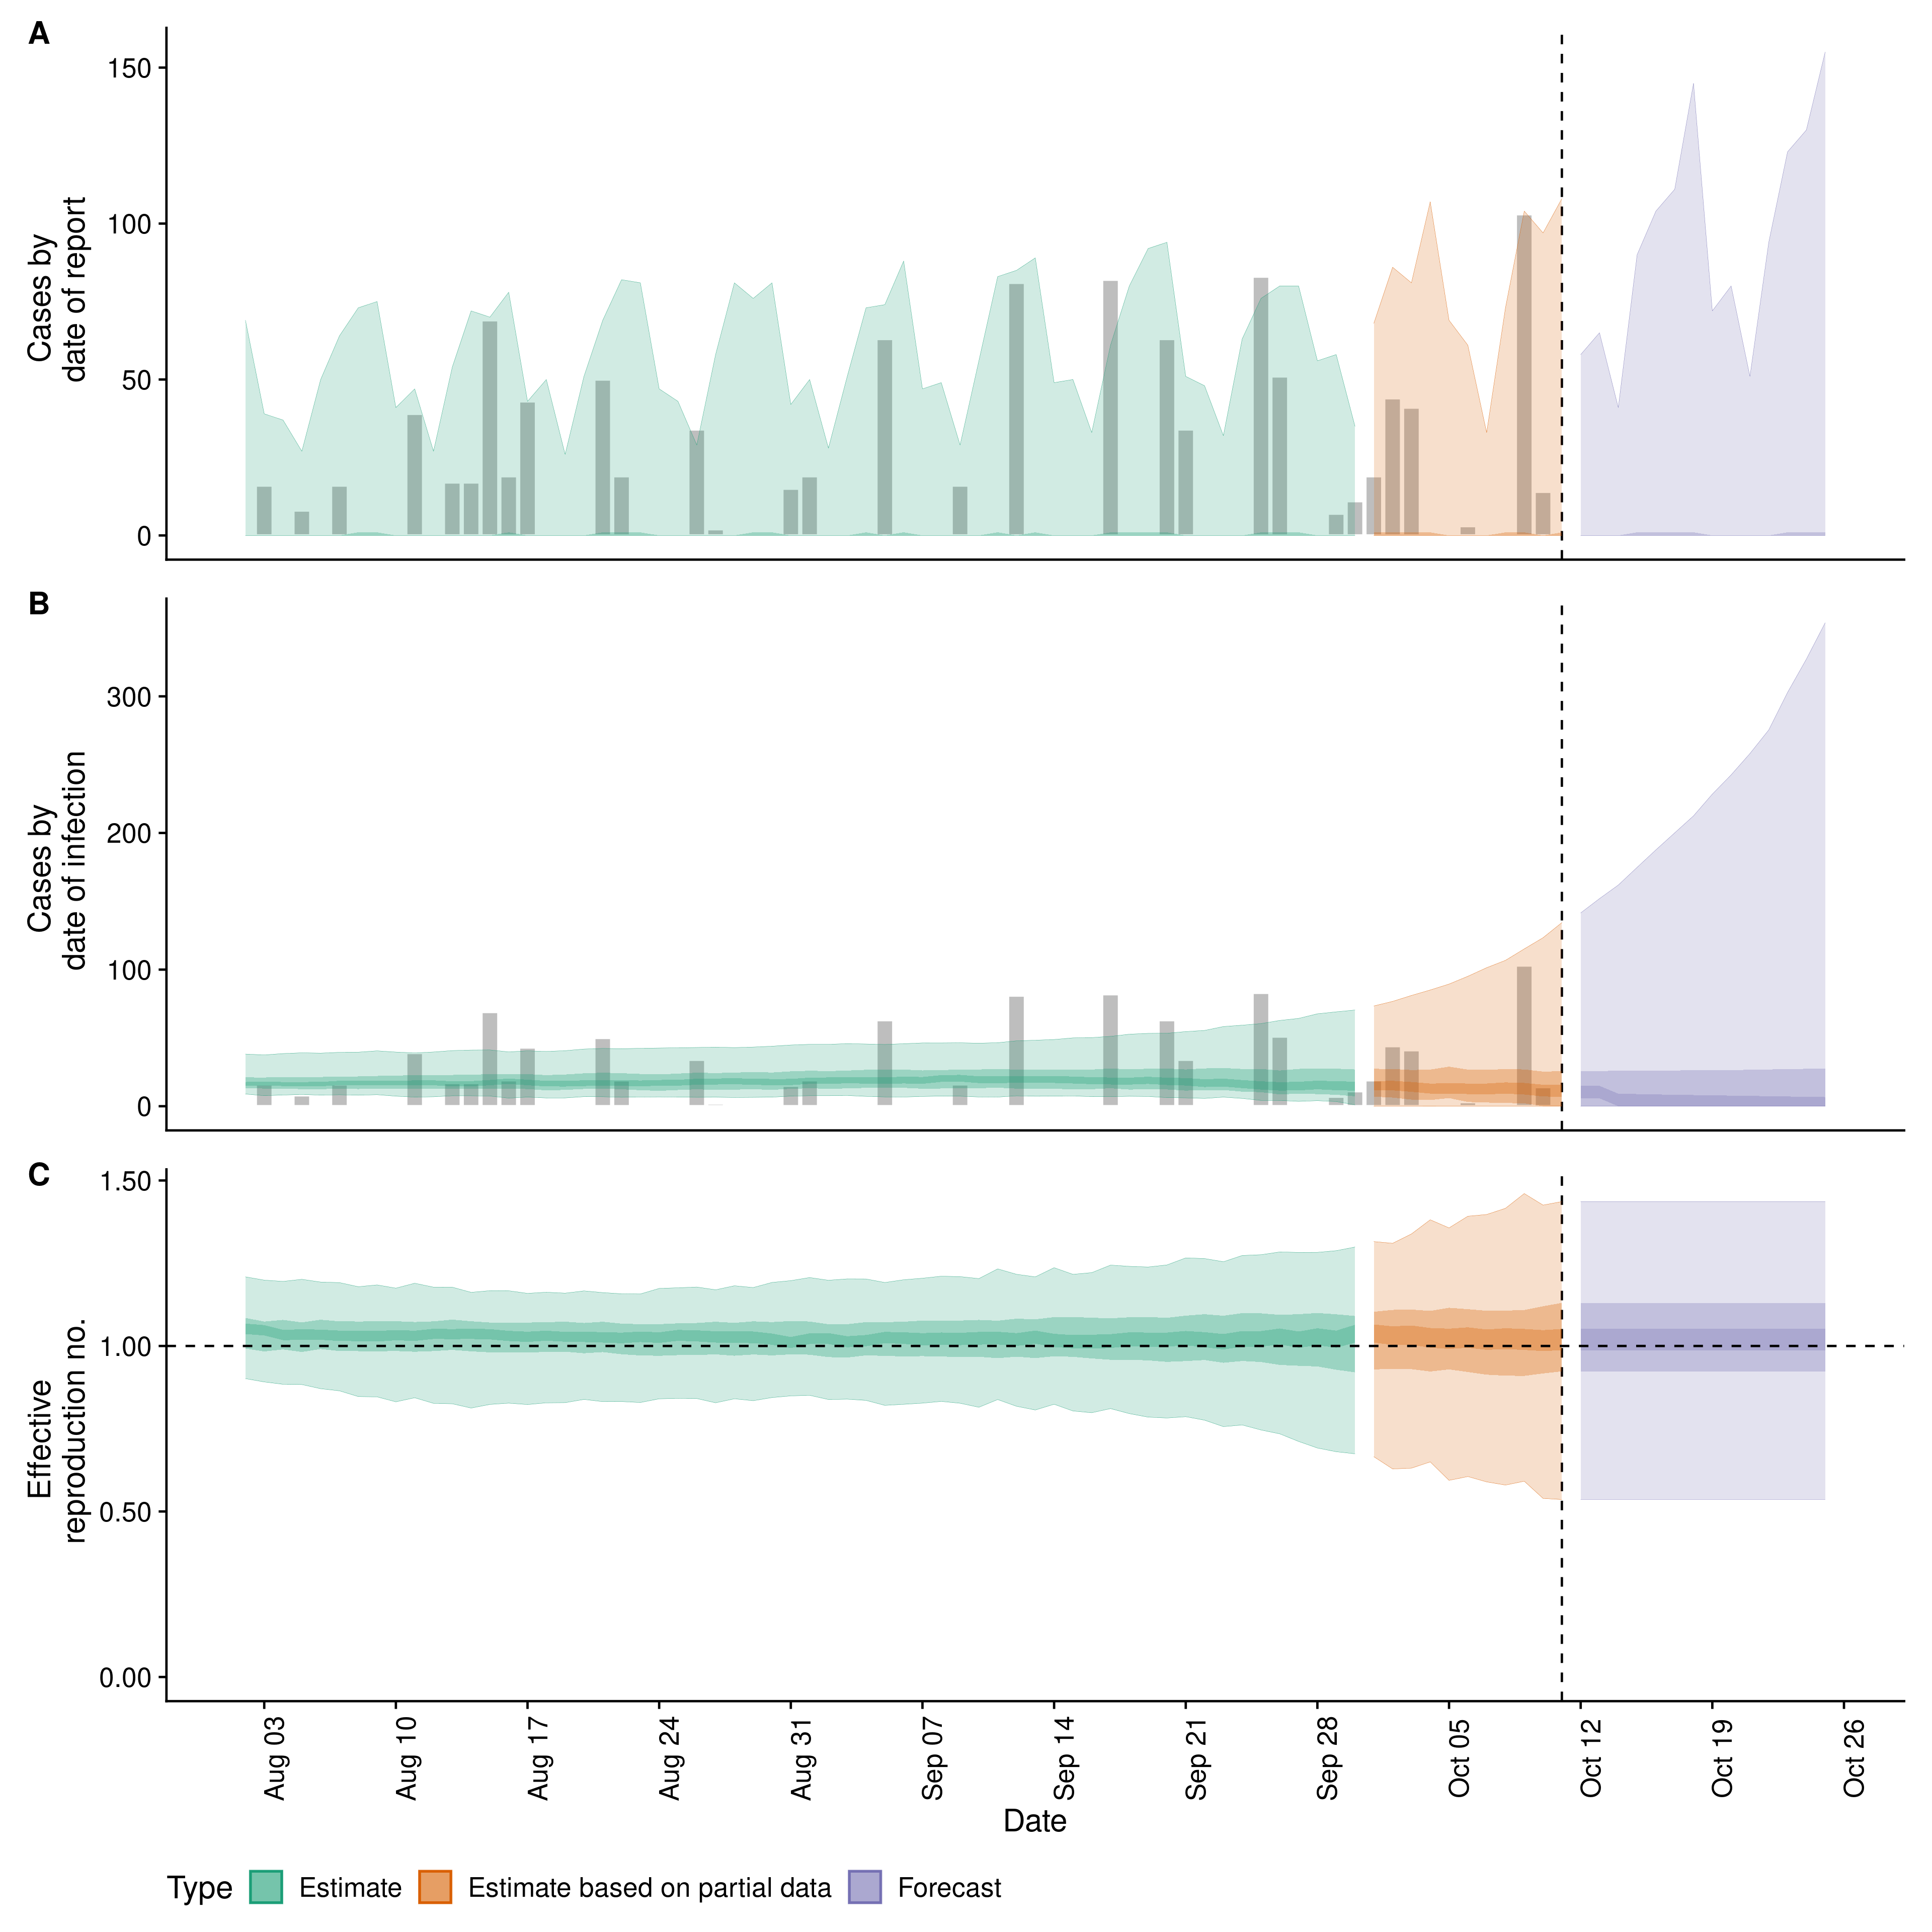 A
Cases by
date of report
150
100
50
0
B
Cases by
date of infection
300
200
100
0
C
Effective
reproduction no.
1.50
1.00
0.50
0.00
Aug 03
Aug 10
Aug 17
Aug 24
Aug 31
Sep 07
Sep 14
Sep 21
Sep 28
Oct 05
Oct 12
Oct 19
Oct 26
Date
Type Estimate Estimate based on partial data Forecast